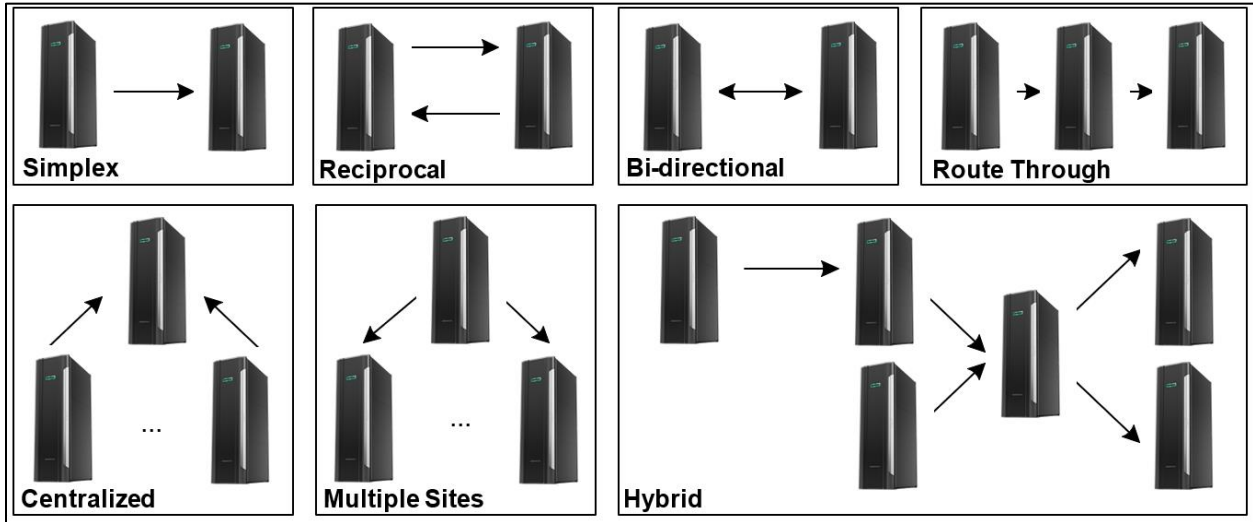 Simplex
Reciprocal
Bi-directional
Route Through
...
Centralized
...
Multiple Sites
Hybrid